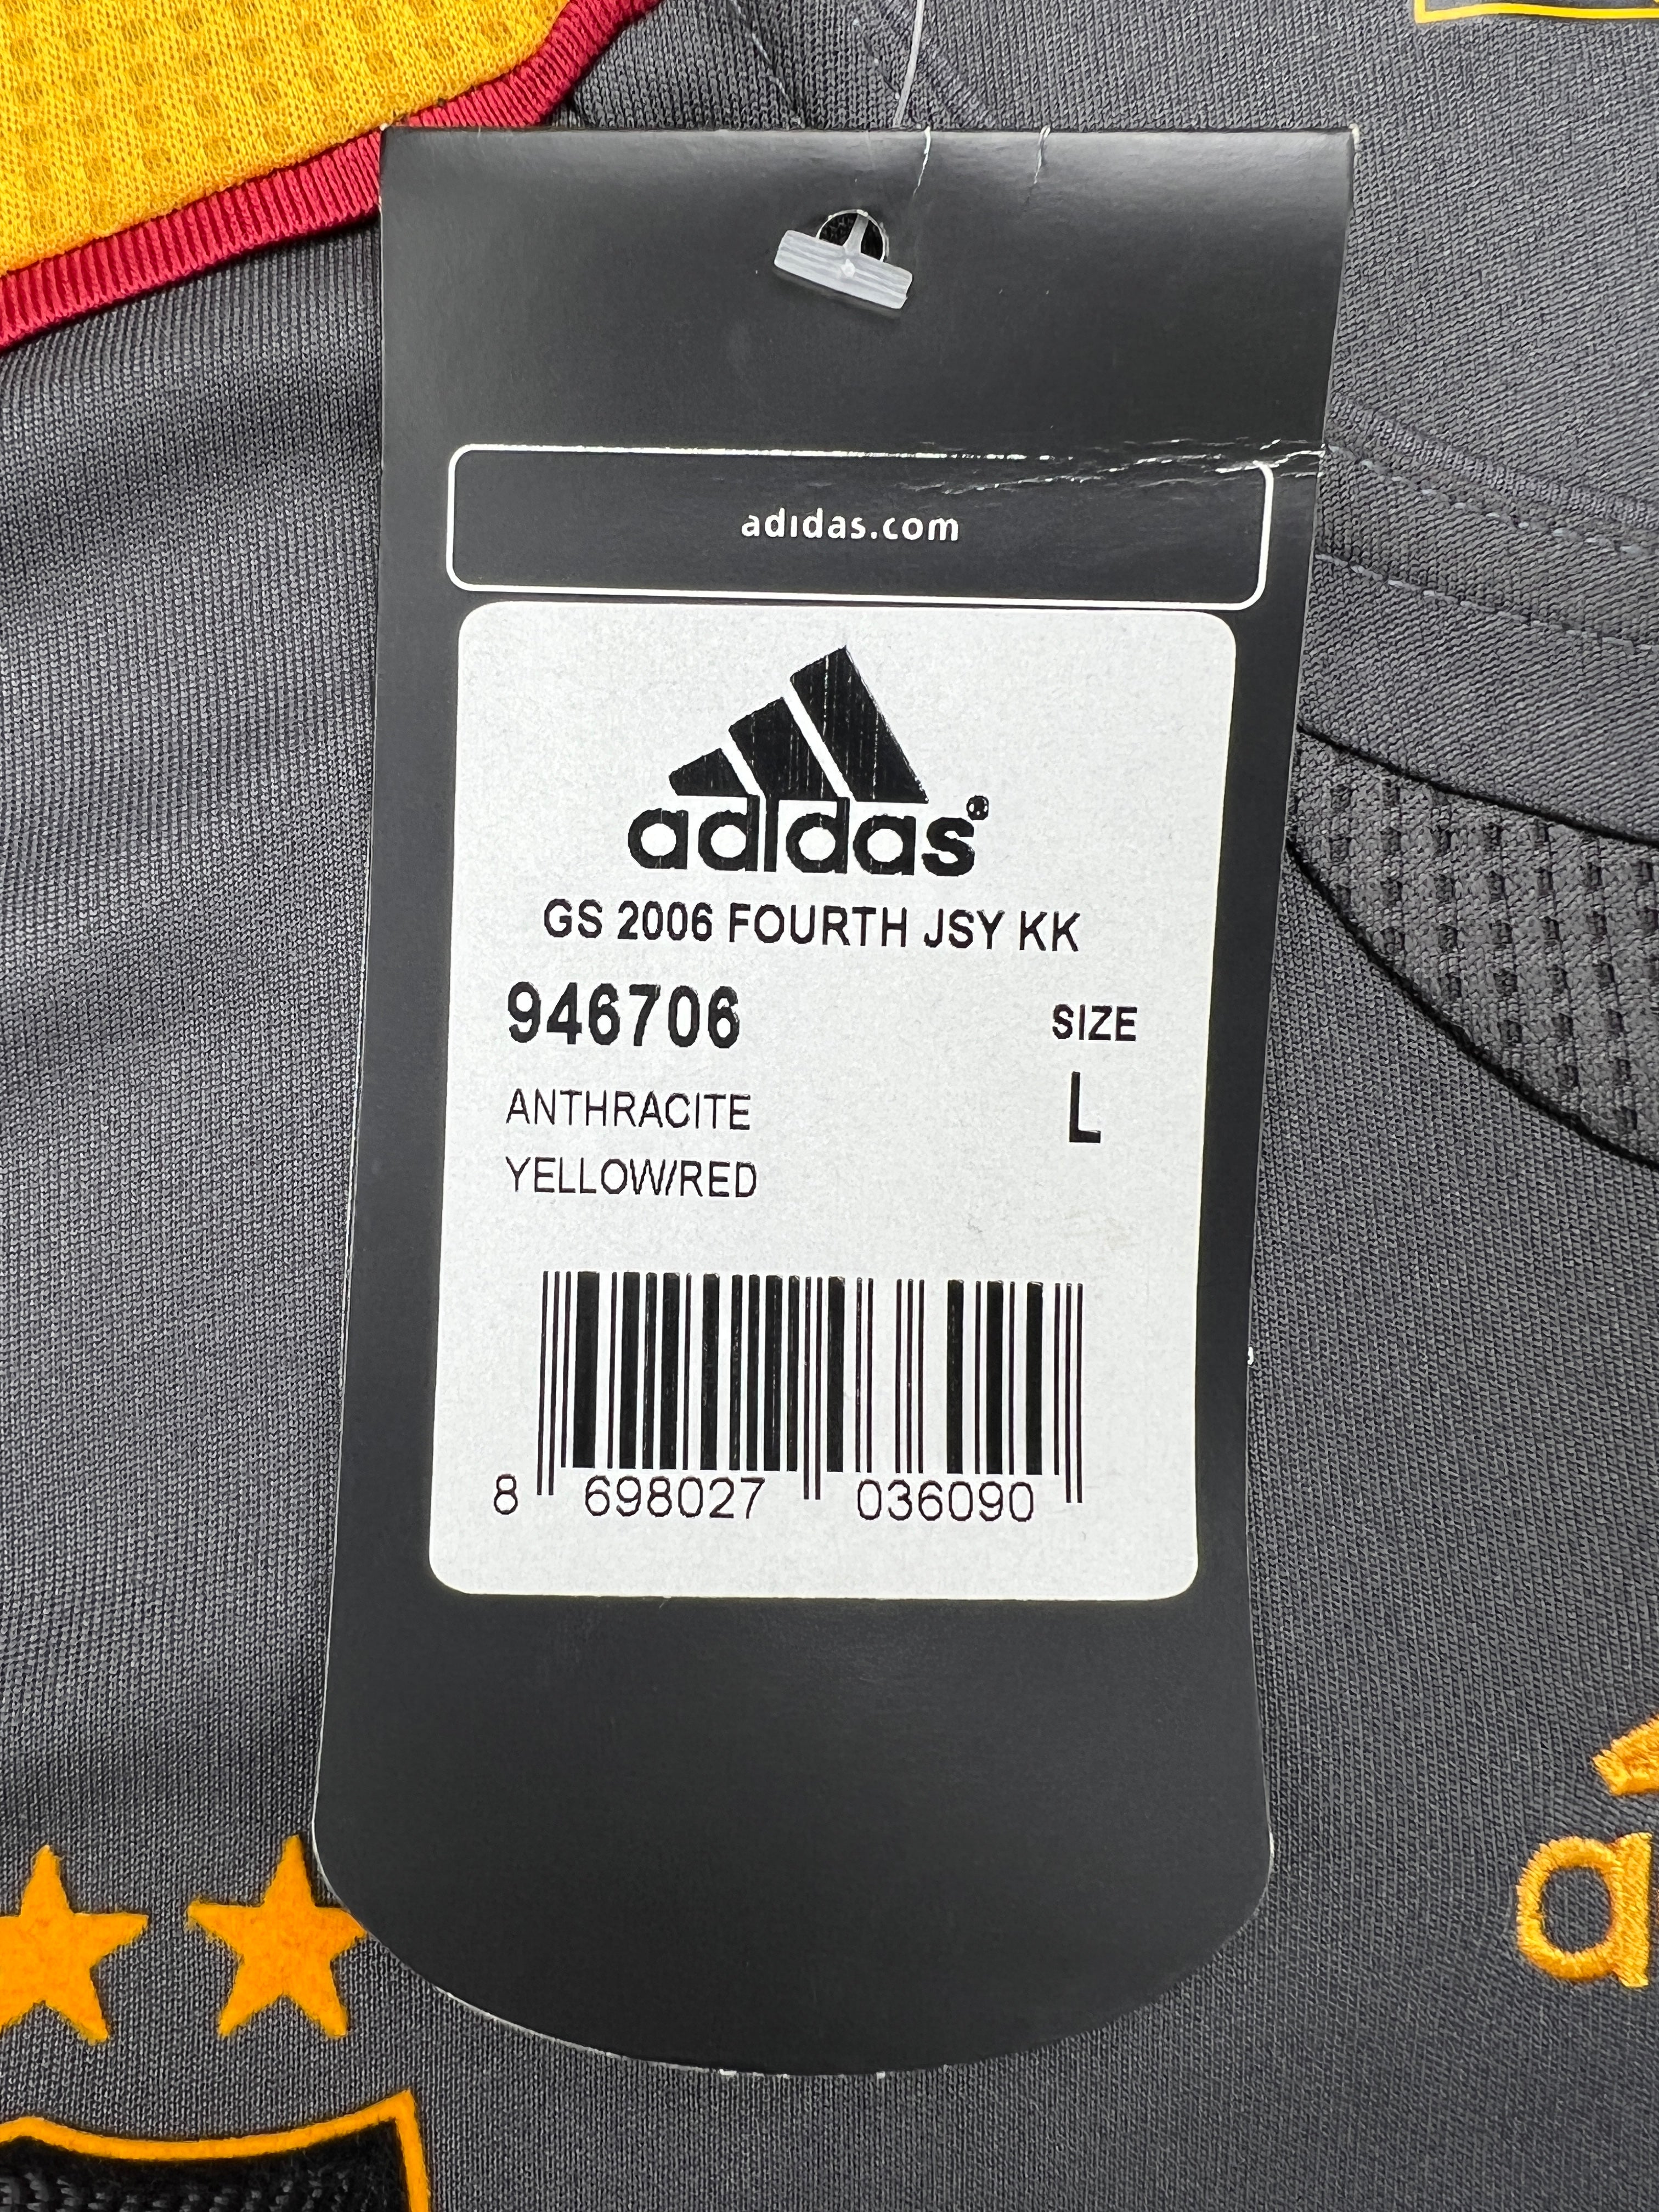 adidas.com
adidas®
GS 2006 FOURTH JSY KK
946706
SIZE
ANTHRACITE
L
YELLOW/RED
8 698027 036090
a